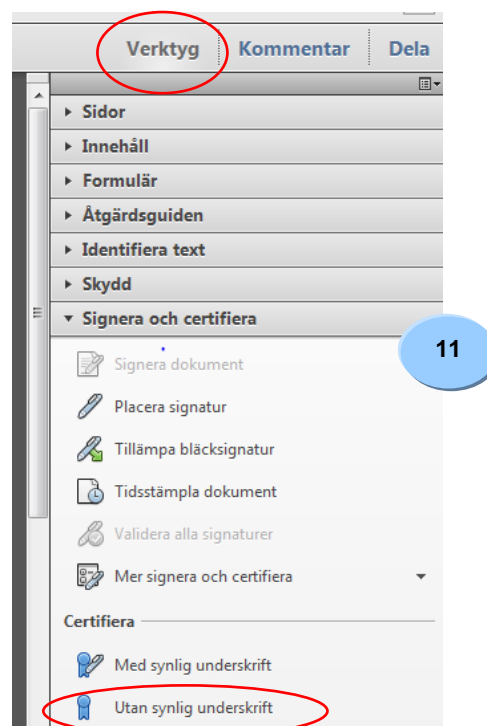 Verktyg Kommentar Dela
Sidor
Innehåll
Formulär
Åtgärdsguiden
Identifiera text
Skydd
Signera och certifiera
11
Signera dokument
Placera signatur
Tillämpa bläcksignatur
Tidsstämpla dokument
Validera alla signaturer
Mer signera och certifiera
Certifiera
Med synlig underskrift
Utan synlig underskrift